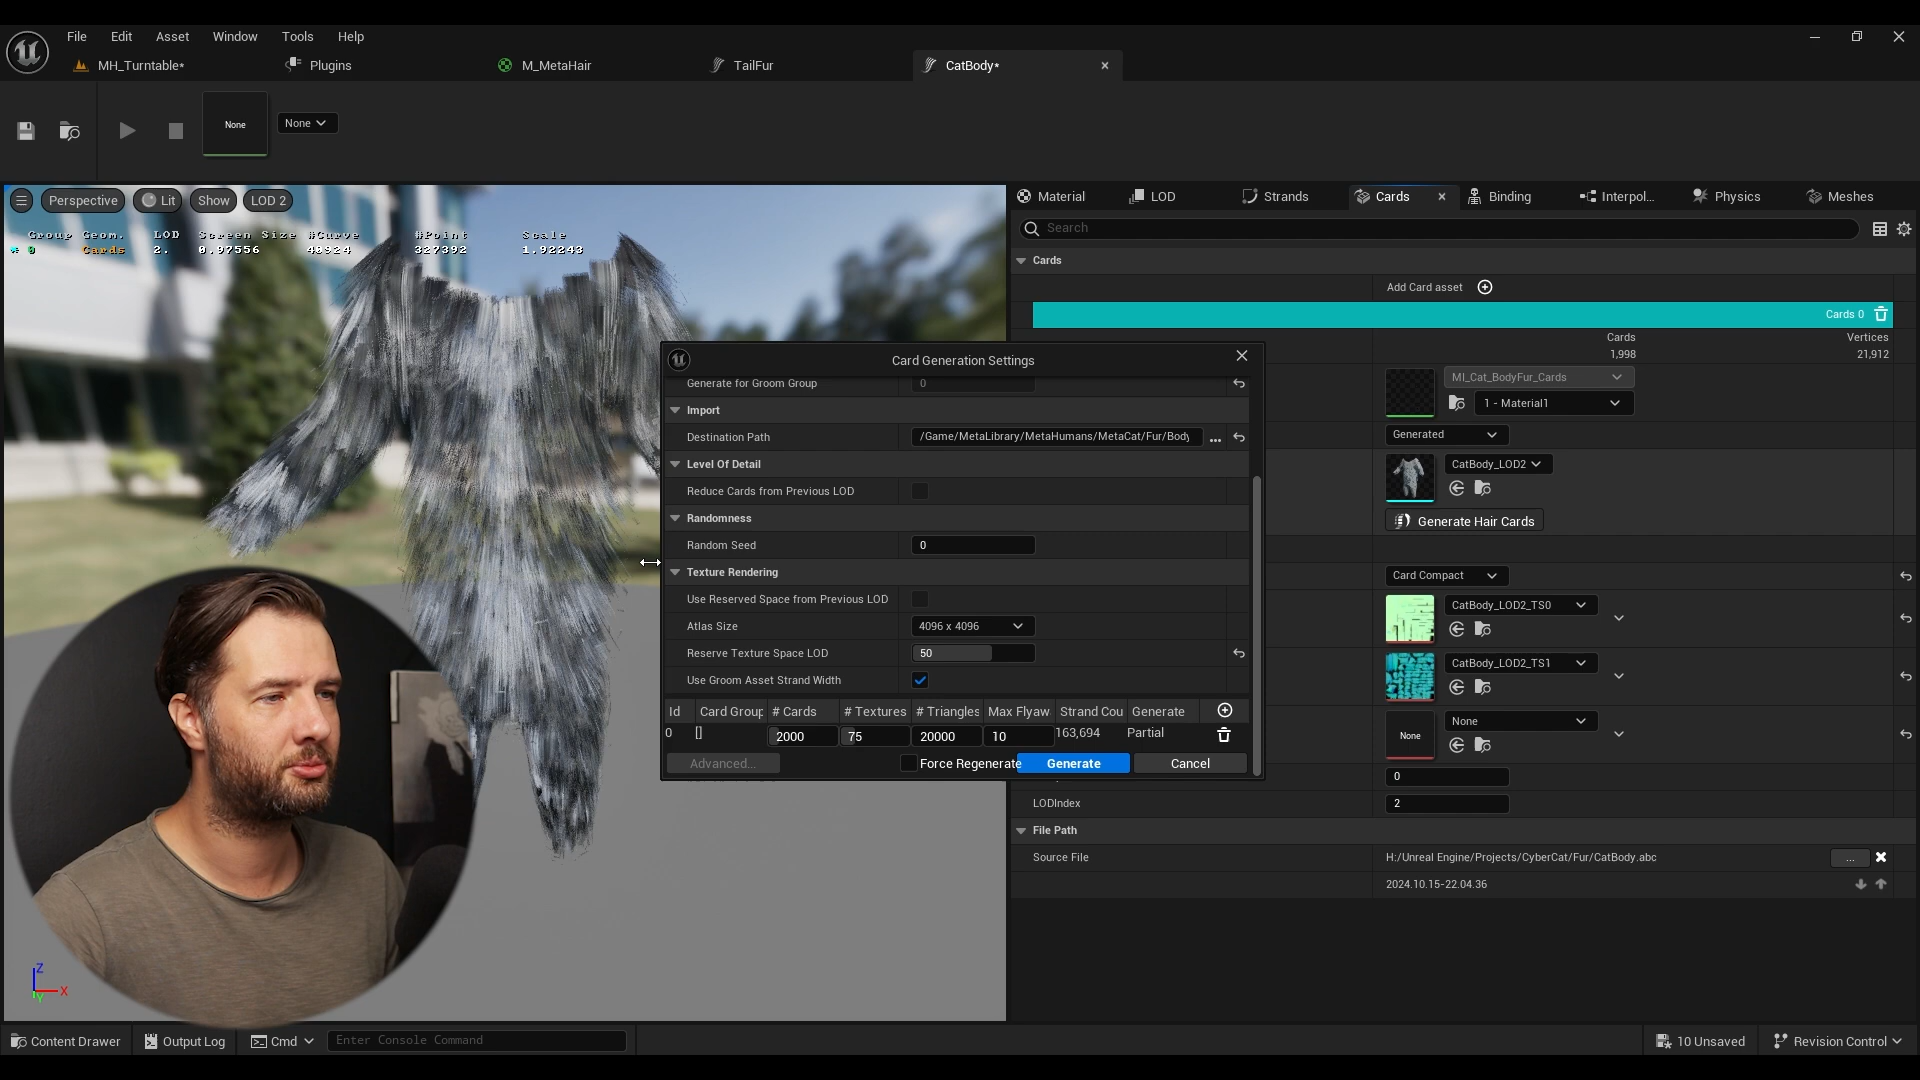 File Edit Asset Window Tools Help
MH_Turntable* Plugins M_MetaHair TailFur CatBody*
None None
Perspective Lit Show LOD 2
Group Geom. LOD Screen Size #Curve #Point Scale
* 0 Cards 2. 0.97556 40924 327392 1.92243
Material LOD Strands Cards Binding Interpol... Physics Meshes
Search
Cards
Add Card asset
Cards 0
Cards Vertices
1,998 21,912
MI_Cat_BodyFur_Cards
1 - Material1
Generated
CatBody_LOD2
Generate Hair Cards
Card Compact
CatBody_LOD2_TS0
CatBody_LOD2_TS1
None
None
0
LODIndex 2
File Path
Source File H:/Unreal Engine/Projects/CyberCat/Fur/CatBody.abc ...
2024.10.15-22.04.36
Card Generation Settings
Generate for Groom Group 0
Import
Destination Path /Game/MetaLibrary/MetaHumans/MetaCat/Fur/Body ...
Level Of Detail
Reduce Cards from Previous LOD
Randomness
Random Seed 0
Texture Rendering
Use Reserved Space from Previous LOD
Atlas Size 4096 x 4096
Reserve Texture Space LOD 50
Use Groom Asset Strand Width
Id Card Group # Cards # Textures # Triangles Max Flyaw Strand Cou Generate
0 [] 2000 75 20000 10 163,694 Partial
Advanced... Force Regenerate Generate Cancel
Z
X
Y
Content Drawer Output Log Cmd Enter Console Command 10 Unsaved Revision Control